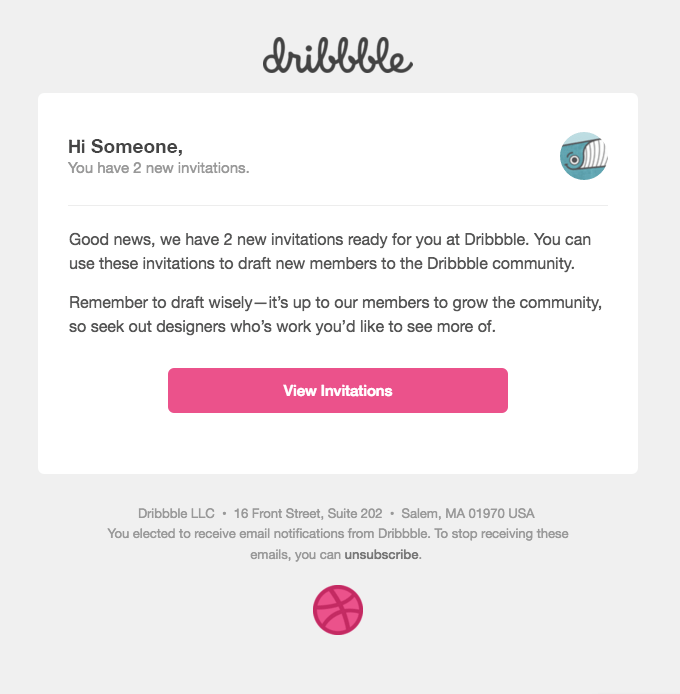 dribbble
Hi Someone,
You have 2 new invitations.
Good news, we have 2 new invitations ready for you at Dribbble. You can
use these invitations to draft new members to the Dribbble community.
Remember to draft wisely—it’s up to our members to grow the community,
so seek out designers who’s work you’d like to see more of.
View Invitations
Dribbble LLC • 16 Front Street, Suite 202 • Salem, MA 01970 USA
You elected to receive email notifications from Dribbble. To stop receiving these
emails, you can unsubscribe.